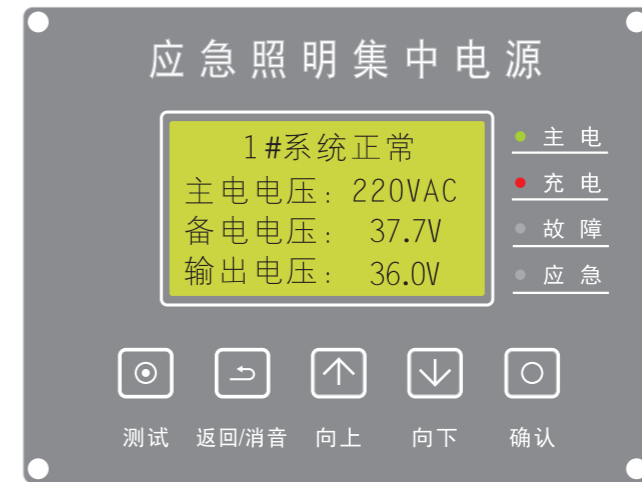 应急照明集中电源
1#系统正常
主电电压: 220VAC
备电电压: 37.7V
输出电压: 36.0V
主电
充电
故障
应急
测试 返回/消音 向上 向下 确认